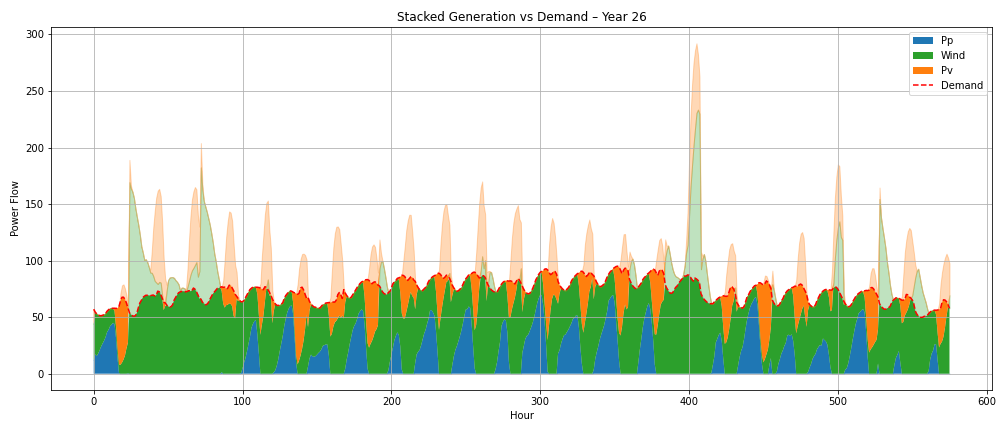 Stacked Generation vs Demand – Year 26
Power Flow
300
250
200
150
100
50
0
Pp
Wind
Pv
Demand
0
100
200
300
400
500
600
Hour